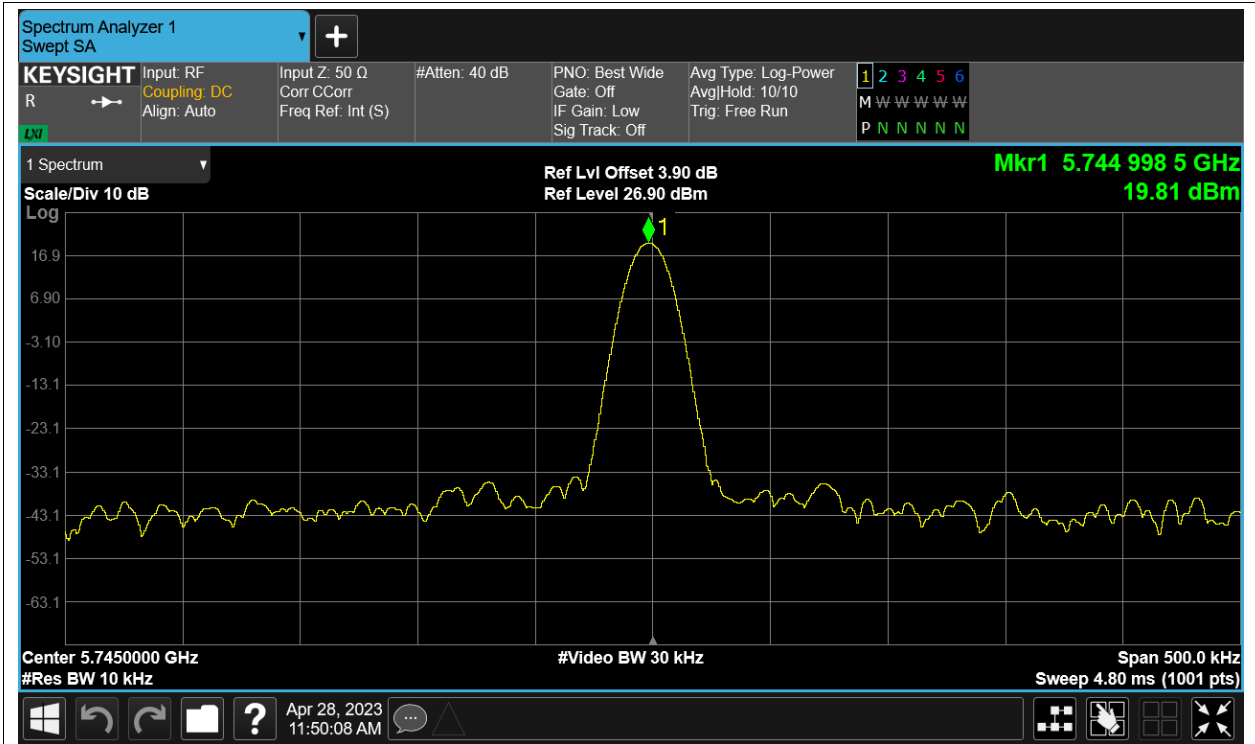 Spectrum Analyzer 1
Swept SA
KEYSIGHT Input: RF Input Z: 50 Ω #Atten: 40 dB PNO: Best Wide Avg Type: Log-Power 1 2 3 4 5 6
R Coupling: DC Corr CCorr Gate: Off Avg|Hold: 10/10 M W W W W W
Align: Auto Freq Ref: Int (S) IF Gain: Low Trig: Free Run
LXI Sig Track: Off P N N N N N
1 Spectrum
Ref Lvl Offset 3.90 dB Mkr1 5.744 998 5 GHz
Scale/Div 10 dB Ref Level 26.90 dBm 19.81 dBm
Log
1
16.9
6.90
-3.10
-13.1
-23.1
-33.1
-43.1
-53.1
-63.1
Center 5.7450000 GHz #Video BW 30 kHz Span 500.0 kHz
#Res BW 10 kHz Sweep 4.80 ms (1001 pts)
? Apr 28, 2023
11:50:08 AM